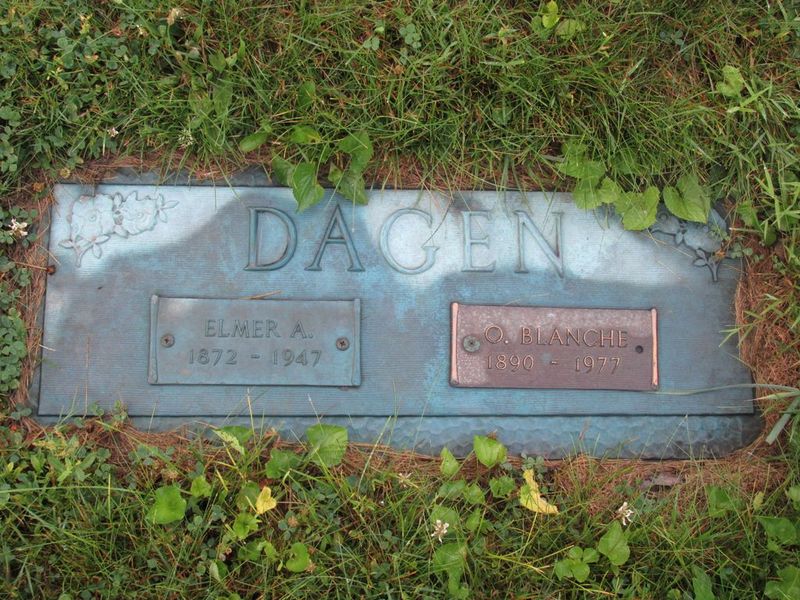 DAGEN
ELMER A.
1872 - 1947
O. BLANCHE
1890 - 1977